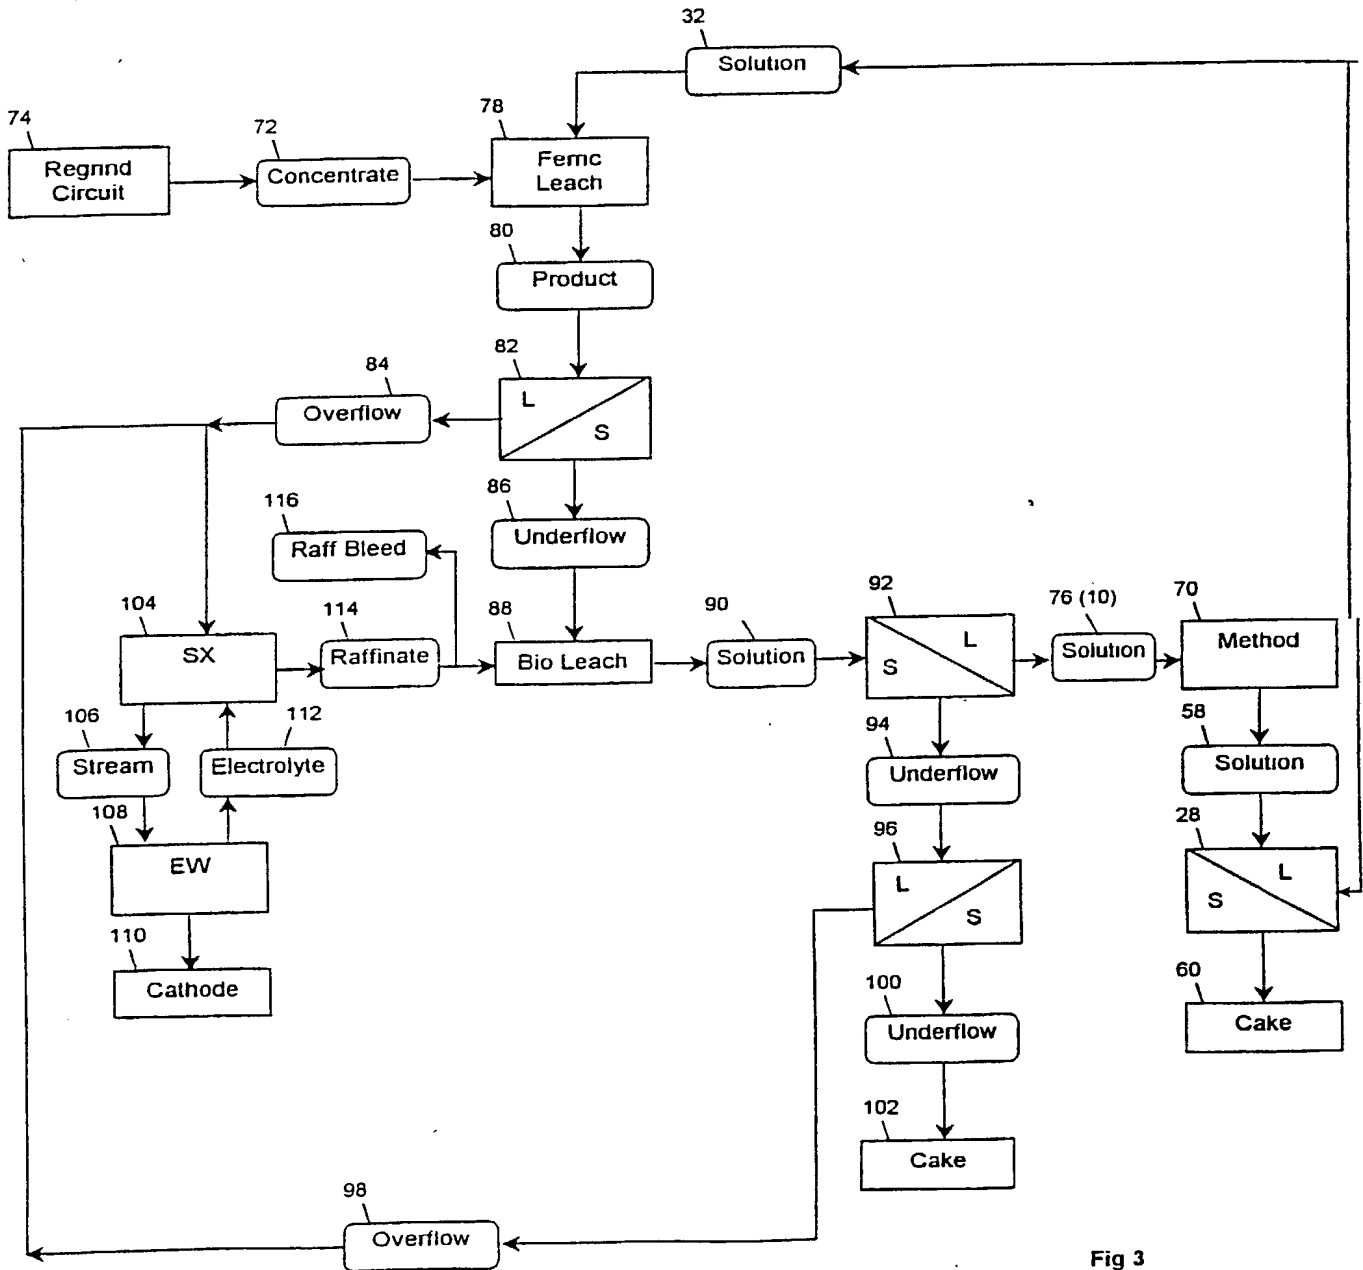 32
Solution
74
Regrind
Circuit
72
Concentrate
78
Ferric
Leach
80
Product
82
L
S
84
Overflow
86
Underflow
116
Raff Bleed
104
SX
114
Raffinate
88
Bio Leach
90
Solution
92
L
S
76 (10)
Solution
70
Method
106
Stream
112
Electrolyte
94
Underflow
58
Solution
108
EW
96
L
S
28
L
S
110
Cathode
100
Underflow
60
Cake
102
Cake
98
Overflow
Fig 3